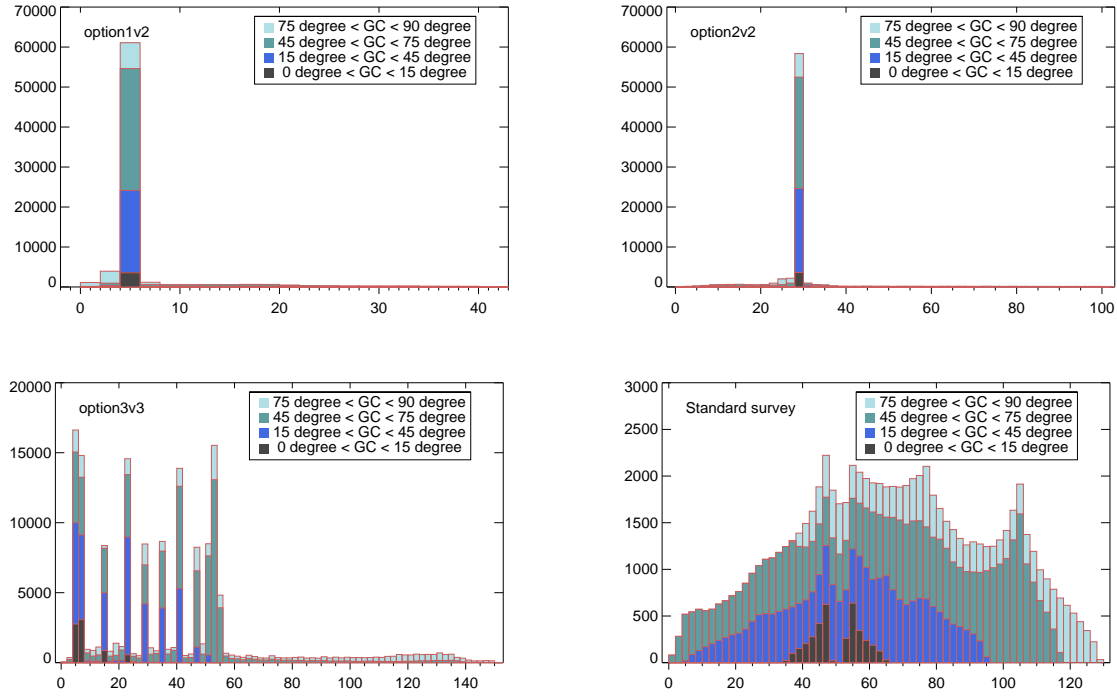 option1v2
75 degree < GC < 90 degree
45 degree < GC < 75 degree
15 degree < GC < 45 degree
0 degree < GC < 15 degree
70000
60000
50000
40000
30000
20000
10000
0
0 10 20 30 40
option2v2
75 degree < GC < 90 degree
45 degree < GC < 75 degree
15 degree < GC < 45 degree
0 degree < GC < 15 degree
70000
60000
50000
40000
30000
20000
10000
0
0 20 40 60 80 100
option3v3
75 degree < GC < 90 degree
45 degree < GC < 75 degree
15 degree < GC < 45 degree
0 degree < GC < 15 degree
20000
15000
10000
5000
0
0 20 40 60 80 100 120 140
Standard survey
75 degree < GC < 90 degree
45 degree < GC < 75 degree
15 degree < GC < 45 degree
0 degree < GC < 15 degree
3000
2500
2000
1500
1000
500
0
0 20 40 60 80 100 120